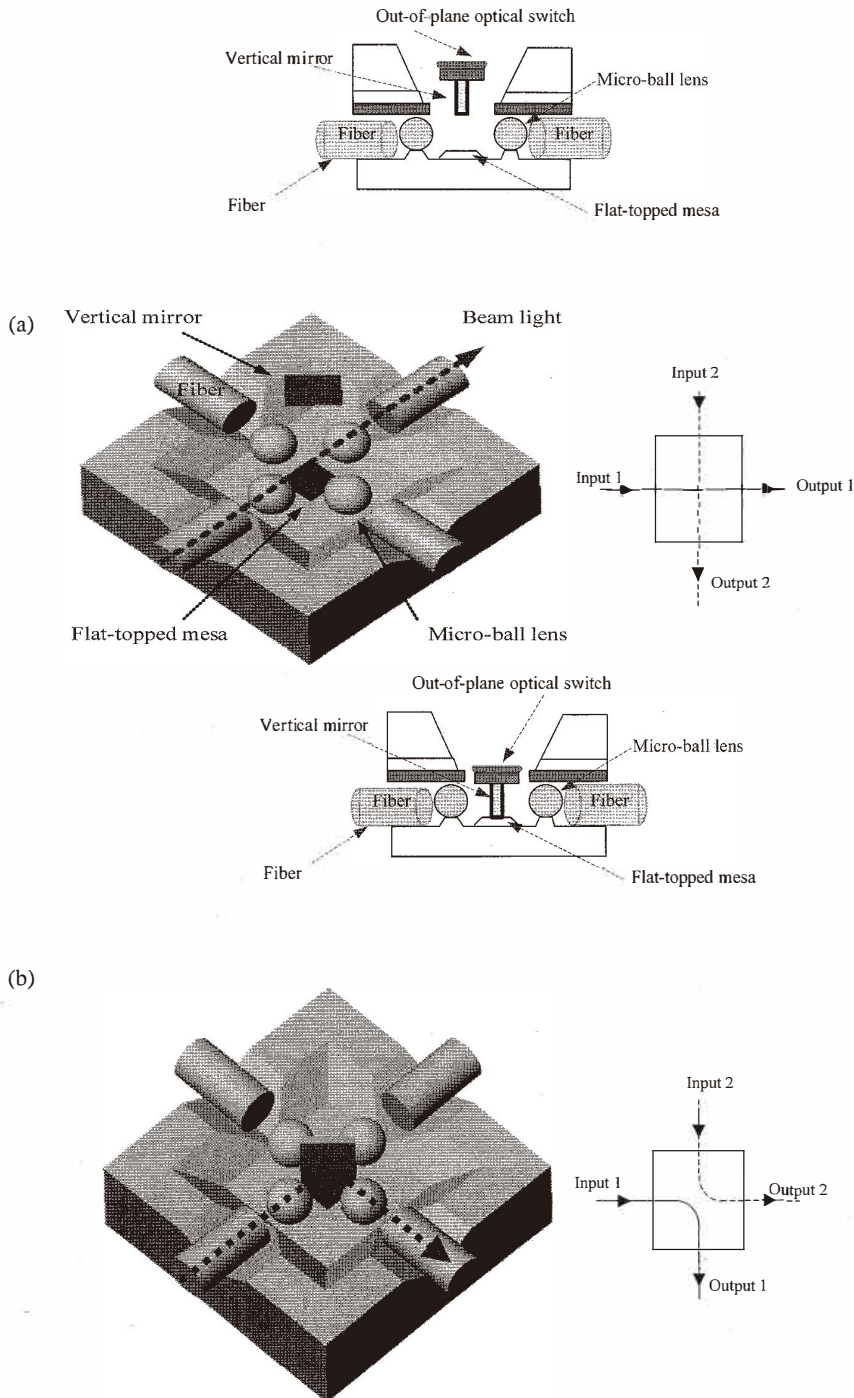 Out-of-plane optical switch
Vertical mirror
Micro-ball lens
Fiber
Fiber
Fiber
Flat-topped mesa
(a)
Vertical mirror
Beam light
Fiber
Input 2
Input 1
Output 1
Output 2
Flat-topped mesa
Micro-ball lens
Out-of-plane optical switch
Vertical mirror
Micro-ball lens
Fiber
Fiber
Fiber
Flat-topped mesa
(b)
Input 2
Input 1
Output 2
Output 1